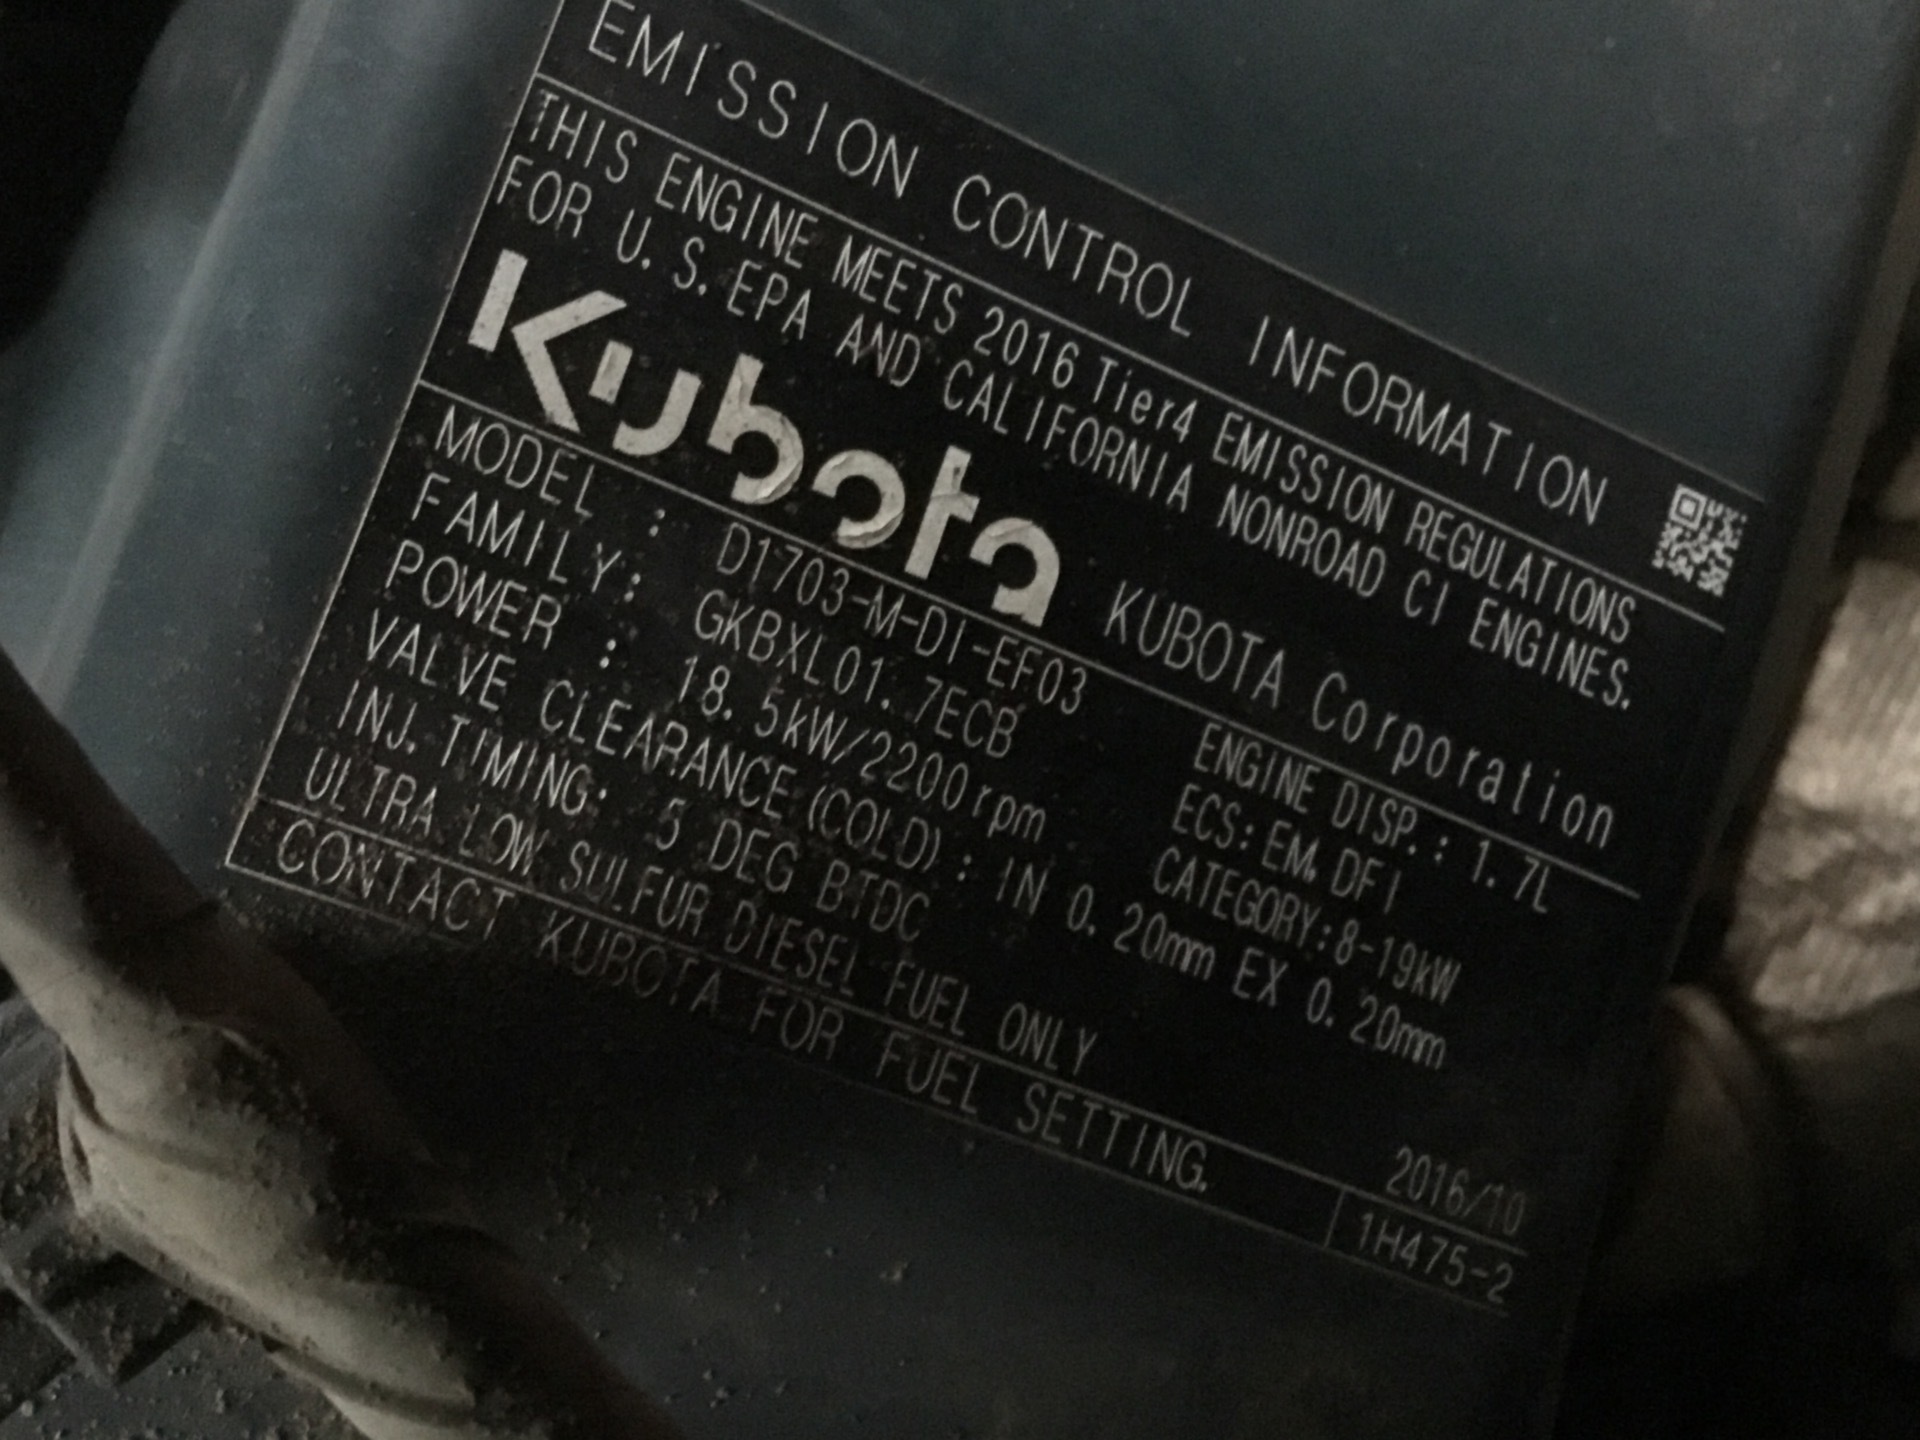 EMISSION CONTROL INFORMATION
THIS ENGINE MEETS 2016 Tier4 EMISSION REGULATIONS
FOR U.S. EPA AND CALIFORNIA NONROAD CI ENGINES.
Kubota KUBOTA Corporation
MODEL : D1703-M-DI-EF03 ENGINE DISP.: 1.7L
FAMILY: GKBXL01.7ECB ECS: EM, DFI
POWER : 18.5kW/2200rpm CATEGORY:8-19kW
VALVE CLEARANCE (COLD) : IN 0.20mm EX 0.20mm
INJ. TIMING: 5 DEG BTDC
ULTRA LOW SULFUR DIESEL FUEL ONLY 2016/10
CONTACT KUBOTA FOR FUEL SETTING. 1H475-2